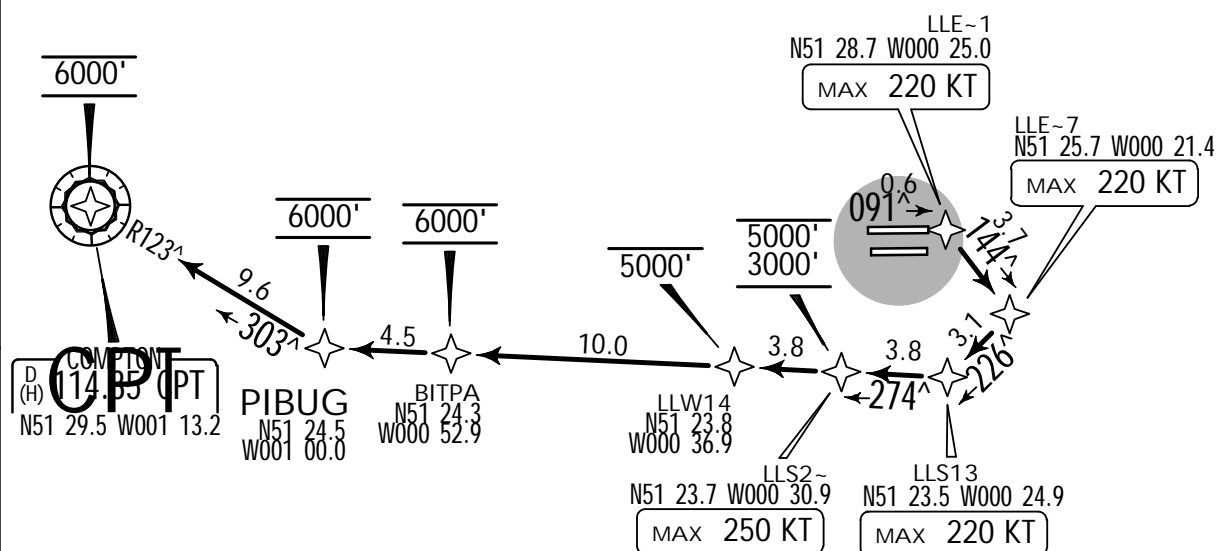 LLE~1
N51 28.7 W000 25.0
MAX 220 KT
LLE~7
N51 25.7 W000 21.4
MAX 220 KT
6000'
0.6
091^
3.7
144^
6000'
6000'
5000'
5000'
3000'
R123^
9.6
303^
4.5
10.0
3.8
3.8
274^
3.1
226^
COMPTON
D
(H)
114.35 CPT
CPT
N51 29.5 W001 13.2
PIBUG
N51 24.5
W001 00.0
BITPA
N51 24.3
W000 52.9
LLW14
N51 23.8
W000 36.9
LLS2~
N51 23.7 W000 30.9
MAX 250 KT
LLS13
N51 23.5 W000 24.9
MAX 220 KT